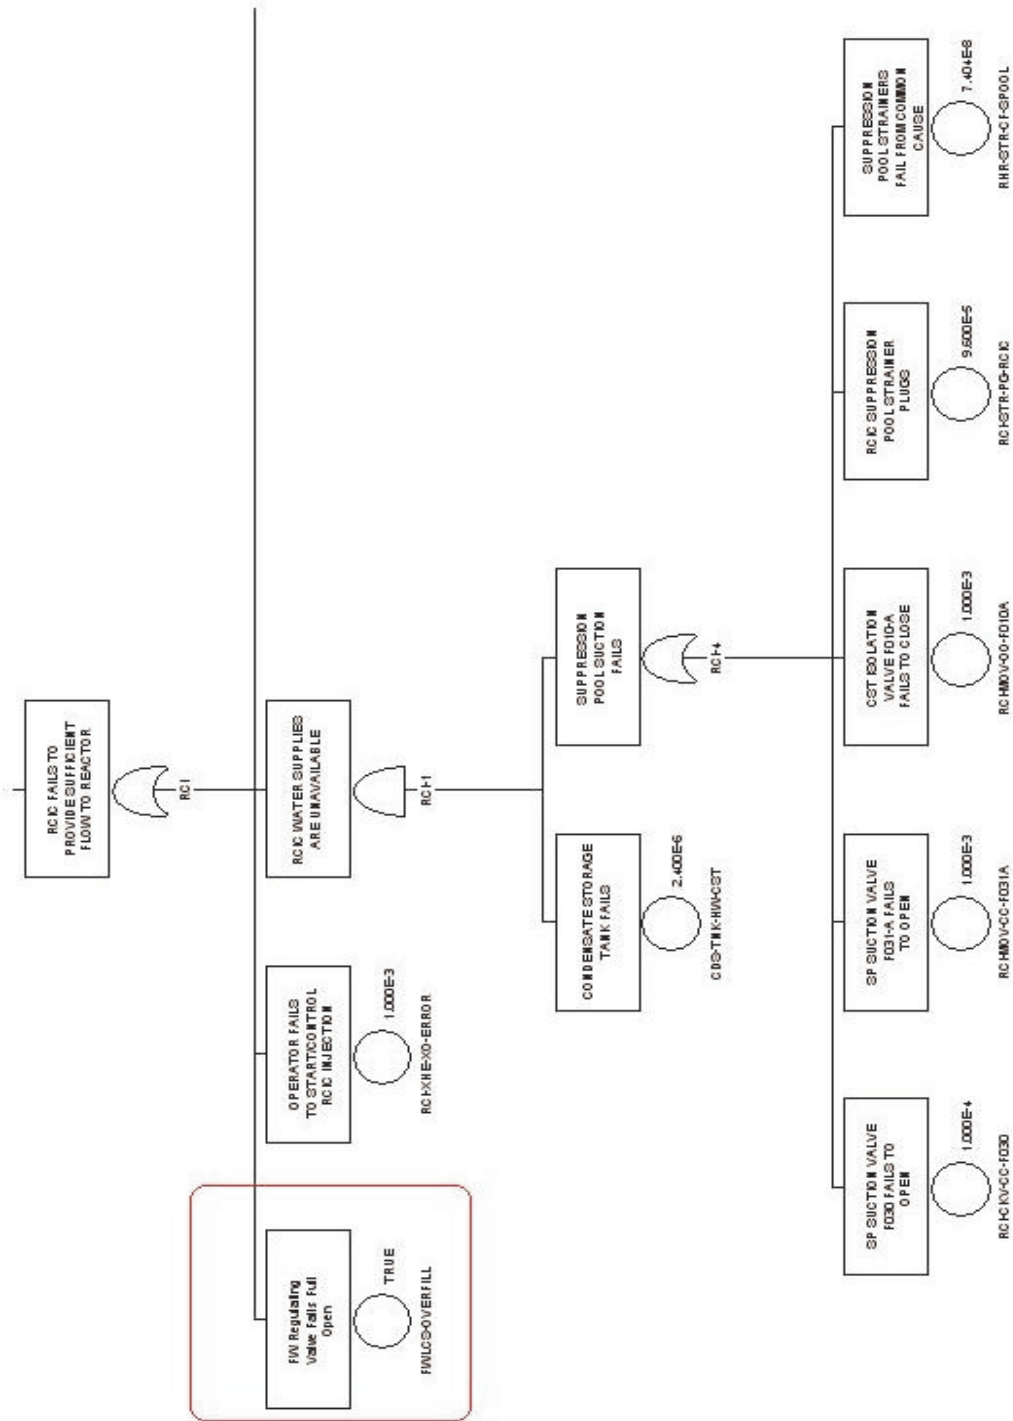 RCIC FAILS TO
PROVIDE SUFFICIENT
FLOW TO REACTOR
RCI
FW Regulating
Valve Fails Full
Open
TRUE
FWLCS-OVERFILL
OPERATOR FAILS
TO START/CONTROL
RCIC INJECTION
1.000E-3
RCI-XHE-XO-ERROR
RCIC WATER SUPPLIES
ARE UNAVAILABLE
RCI-1
CONDENSATE STORAGE
TANK FAILS
2.400E-6
CDS-TNK-HW-CST
SUPPRESSION
POOL SUCTION
FAILS
RCI-4
SP SUCTION VALVE
F030 FAILS TO
OPEN
1.000E-4
RCI-CKV-CC-F030
SP SUCTION VALVE
F031-A FAILS
TO OPEN
1.000E-3
RCI-MOV-CC-F031A
CST ISOLATION
VALVE F010-A
FAILS TO CLOSE
1.000E-3
RCI-MOV-OO-F010A
RCIC SUPPRESSION
POOL STRAINER
PLUGS
9.600E-5
RCI-STR-PG-RCIC
SUPPRESSION
POOL STRAINERS
FAIL FROM COMMON
CAUSE
7.404E-8
RHR-STR-CF-SPOOL